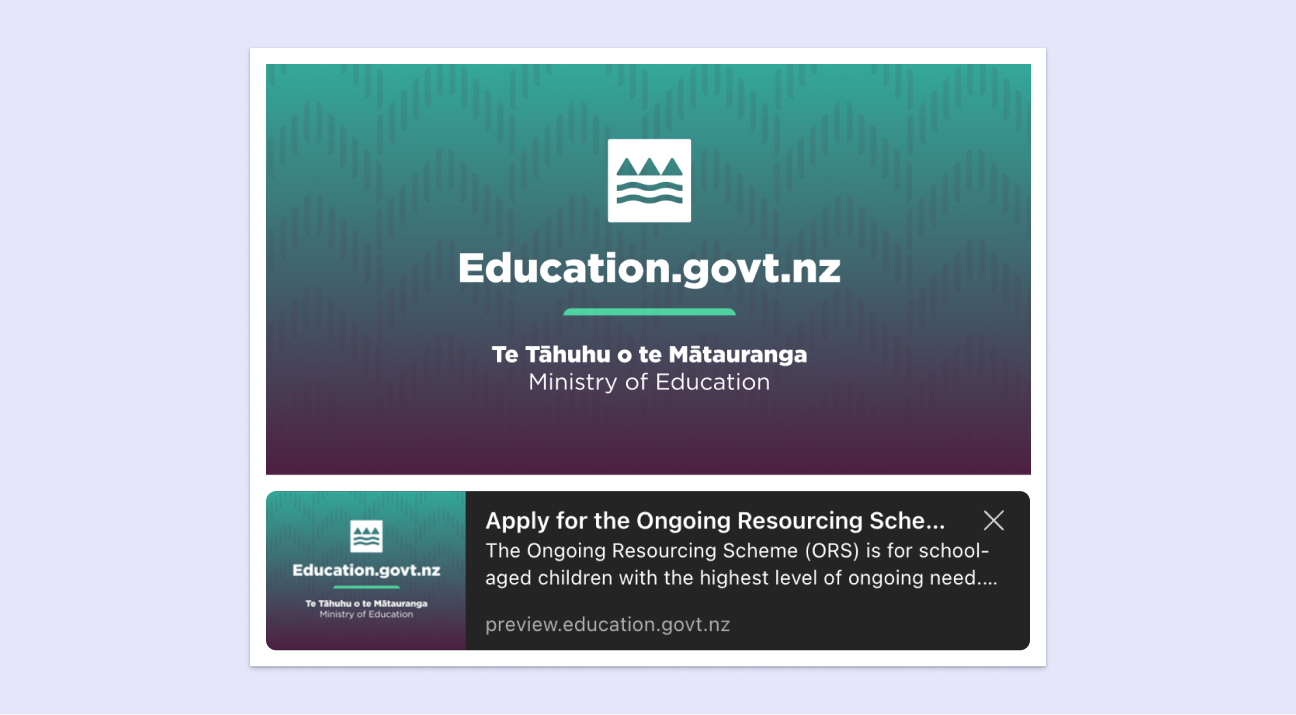 Education.govt.nz
Te Tāhuhu o te Mātauranga
Ministry of Education
Education.govt.nz
Te Tāhuhu o te Mātauranga
Ministry of Education
Apply for the Ongoing Resourcing Sche...
The Ongoing Resourcing Scheme (ORS) is for school-
aged children with the highest level of ongoing need....
preview.education.govt.nz